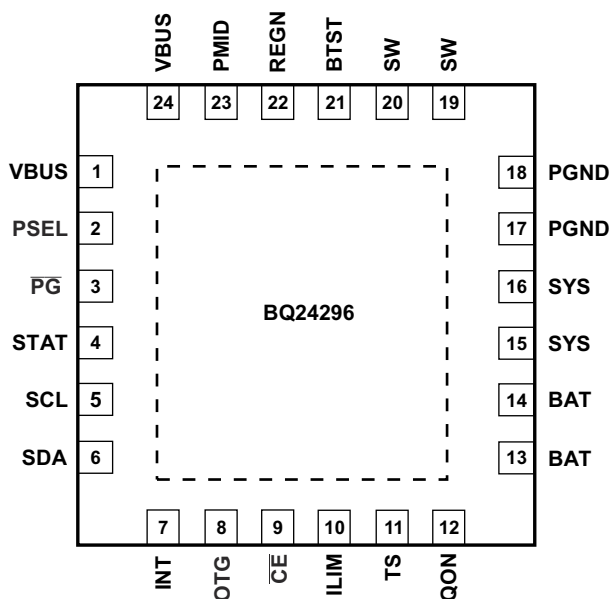 VBUS PMID REGN BTST SW SW
24 23 22 21 20 19
VBUS 1 18 PGND
PSEL 2 17 PGND
P̅G̅ 3 16 SYS
BQ24296
STAT 4 15 SYS
SCL 5 14 BAT
SDA 6 13 BAT
7 8 9 10 11 12
INT OTG C̅E̅ ILIM TS QON